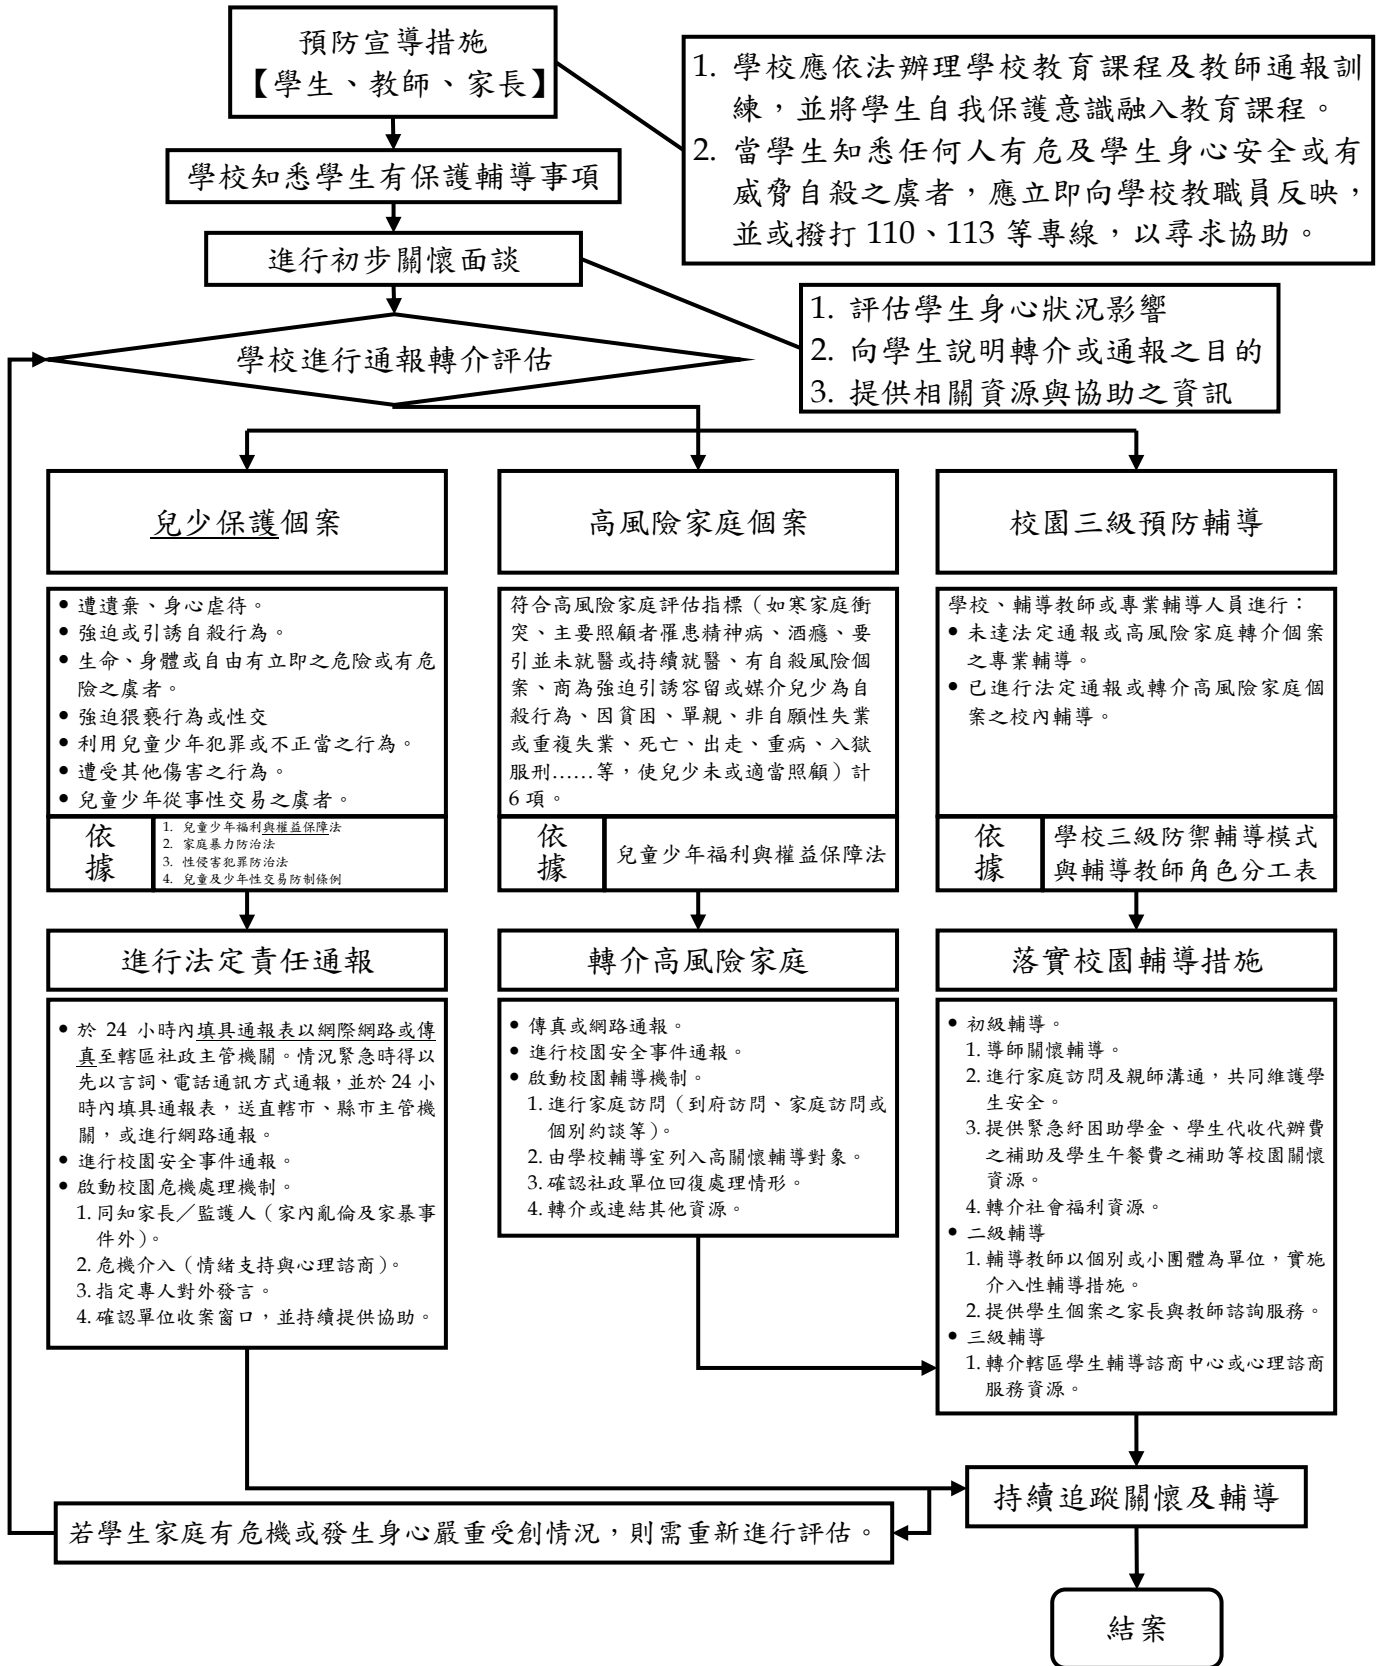 預防宣導措施
【學生、教師、家長】
1. 學校應依法辦理學校教育課程及教師通報訓
練，並將學生自我保護意識融入教育課程。
2. 當學生知悉任何人有危及學生身心安全或有
威脅自殺之虞者，應立即向學校教職員反映，
並或撥打 110、113 等專線，以尋求協助。
學校知悉學生有保護輔導事項
進行初步關懷面談
1. 評估學生身心狀況影響
2. 向學生說明轉介或通報之目的
3. 提供相關資源與協助之資訊
學校進行通報轉介評估
兒少保護個案
• 遭遺棄、身心虐待。
• 強迫或引誘自殺行為。
• 生命、身體或自由有立即之危險或有危
險之虞者。
• 強迫猥褻行為或性交
• 利用兒童少年犯罪或不正當之行為。
• 遭受其他傷害之行為。
• 兒童少年從事性交易之虞者。
依
據
1. 兒童少年福利與權益保障法
2. 家庭暴力防治法
3. 性侵害犯罪防治法
4. 兒童及少年性交易防制條例
進行法定責任通報
• 於 24 小時內填具通報表以網際網路或傳
真至轄區社政主管機關。情況緊急時得以
先以言詞、電話通訊方式通報，並於 24 小
時內填具通報表，送直轄市、縣市主管機
關，或進行網路通報。
• 進行校園安全事件通報。
• 啟動校園危機處理機制。
1. 同知家長／監護人（家內亂倫及家暴事
件外）。
2. 危機介入（情緒支持與心理諮商）。
3. 指定專人對外發言。
4. 確認單位收案窗口，並持續提供協助。
高風險家庭個案
符合高風險家庭評估指標（如寒家庭衝
突、主要照顧者罹患精神病、酒癮、要
引並未就醫或持續就醫、有自殺風險個
案、商為強迫引誘容留或媒介兒少為自
殺行為、因貧困、單親、非自願性失業
或重複失業、死亡、出走、重病、入獄
服刑……等，使兒少未或適當照顧）計
6 項。
依
據
兒童少年福利與權益保障法
轉介高風險家庭
• 傳真或網路通報。
• 進行校園安全事件通報。
• 啟動校園輔導機制。
1. 進行家庭訪問（到府訪問、家庭訪問或
個別約談等）。
2. 由學校輔導室列入高關懷輔導對象。
3. 確認社政單位回復處理情形。
4. 轉介或連結其他資源。
校園三級預防輔導
學校、輔導教師或專業輔導人員進行：
• 未達法定通報或高風險家庭轉介個案
之專業輔導。
• 已進行法定通報或轉介高風險家庭個
案之校內輔導。
依
據
學校三級防禦輔導模式
與輔導教師角色分工表
落實校園輔導措施
• 初級輔導。
1. 導師關懷輔導。
2. 進行家庭訪問及親師溝通，共同維護學
生安全。
3. 提供緊急紓困助學金、學生代收代辦費
之補助及學生午餐費之補助等校園關懷
資源。
4. 轉介社會福利資源。
• 二級輔導
1. 輔導教師以個別或小團體為單位，實施
介入性輔導措施。
2. 提供學生個案之家長與教師諮詢服務。
• 三級輔導
1. 轉介轄區學生輔導諮商中心或心理諮商
服務資源。
持續追蹤關懷及輔導
若學生家庭有危機或發生身心嚴重受創情況，則需重新進行評估。
結案